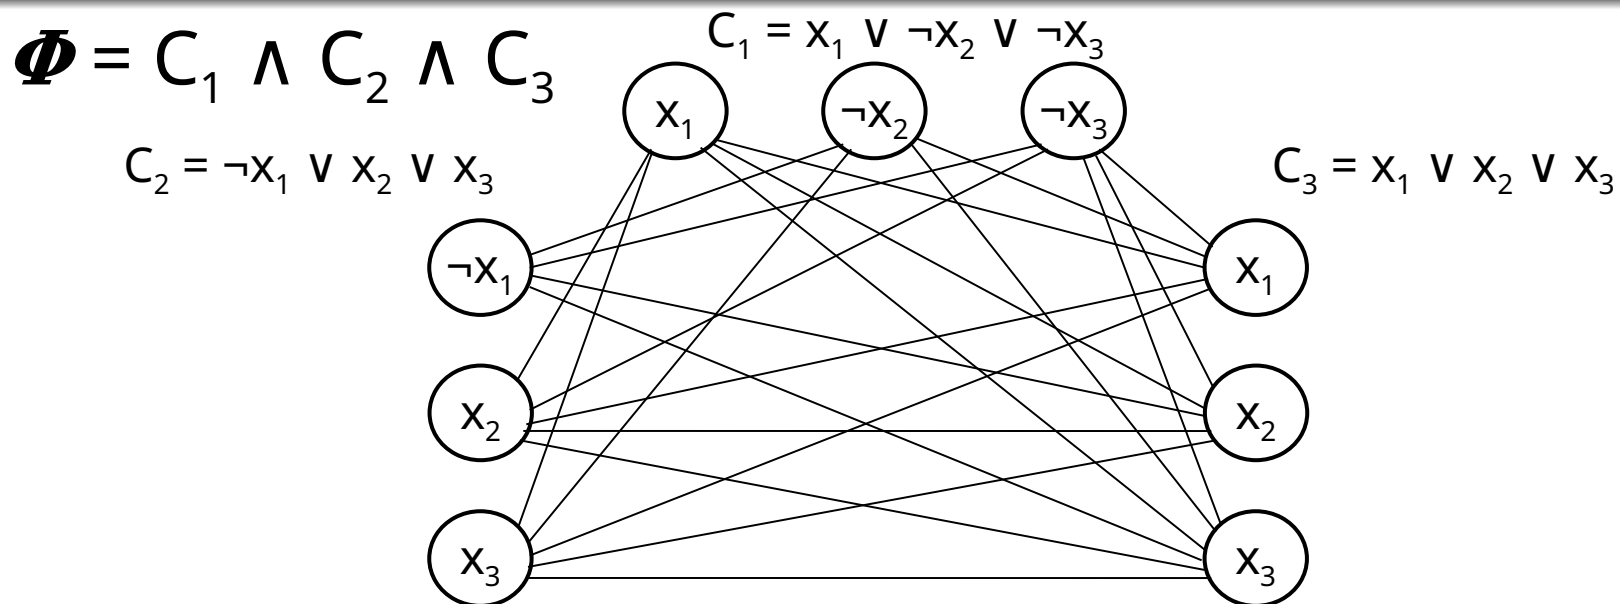 𝜱 = C₁ ∧ C₂ ∧ C₃
C₁ = x₁ ∨ ¬x₂ ∨ ¬x₃
x₁ ¬x₂ ¬x₃
C₂ = ¬x₁ ∨ x₂ ∨ x₃
C₃ = x₁ ∨ x₂ ∨ x₃
¬x₁ x₁
x₂ x₂
x₃ x₃